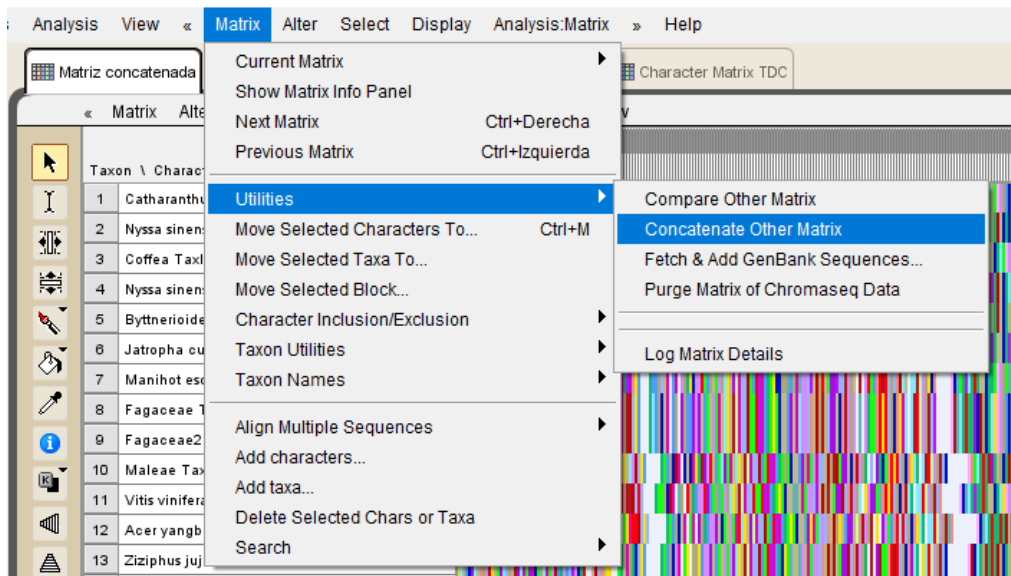 Analysis View « Matrix Alter Select Display Analysis:Matrix » Help
Matriz concatenada
Character Matrix TDC
« Matrix
Taxon \
1 Catharanthu
2 Nyssa sinen
3 Coffea
4 Nyssa sinen
5 Byttnerioide
6 Jatropha cu
7 Manihot esc
8 Fagaceae T
9 Fagaceae2
10 Maleae Tax
11 Vitis vinifera
12 Acer yangb
13 Ziziphus juj
Current Matrix
Show Matrix Info Panel
Next Matrix Ctrl+Derecha
Previous Matrix Ctrl+Izquierda
Utilities
Move Selected Characters To... Ctrl+M
Move Selected Taxa To...
Move Selected Block...
Character Inclusion/Exclusion
Taxon Utilities
Taxon Names
Align Multiple Sequences
Add characters...
Add taxa...
Delete Selected Chars or Taxa
Search
Compare Other Matrix
Concatenate Other Matrix
Fetch & Add GenBank Sequences...
Purge Matrix of Chromaseq Data
Log Matrix Details